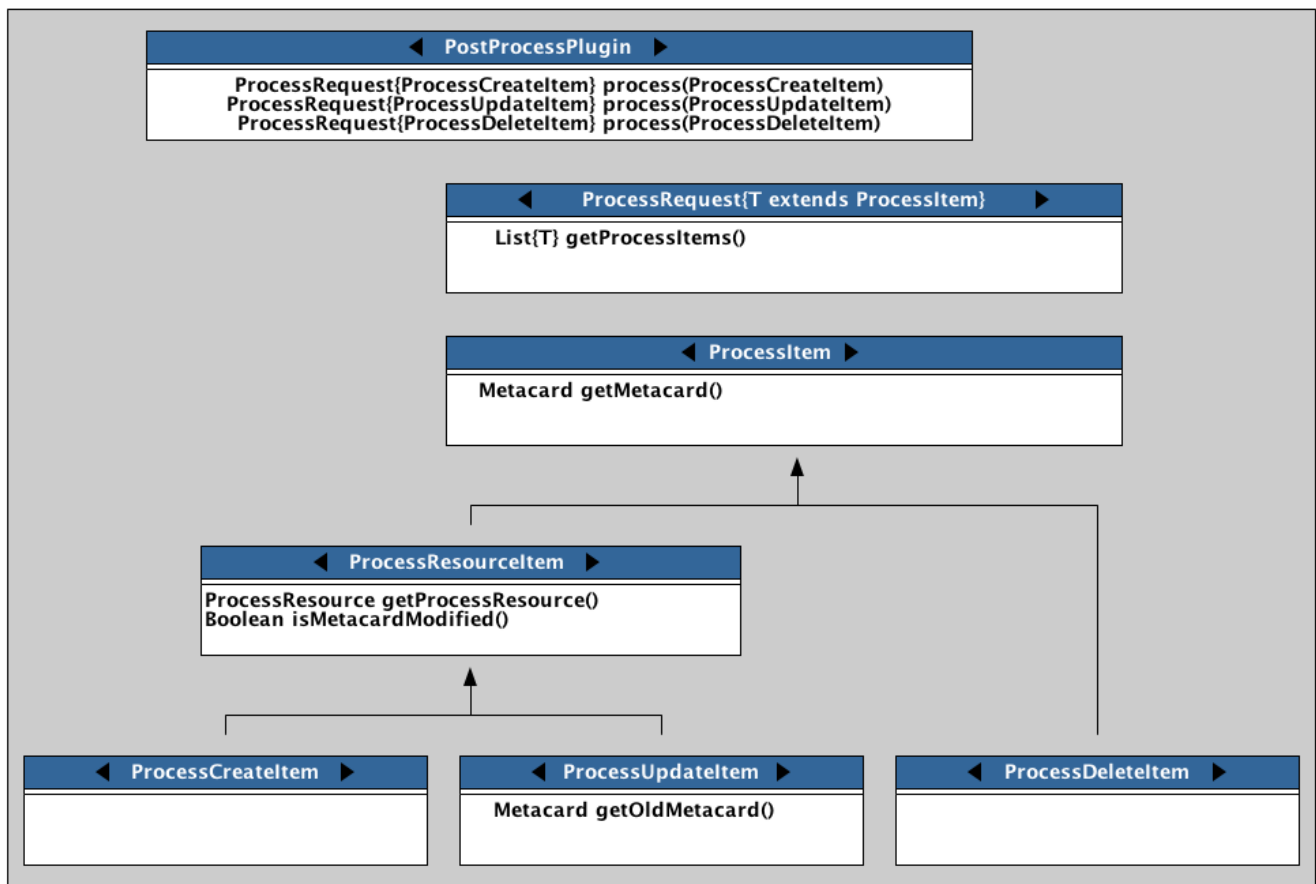 PostProcessPlugin
ProcessRequest{ProcessCreateItem} process(ProcessCreateItem)
ProcessRequest{ProcessUpdateItem} process(ProcessUpdateItem)
ProcessRequest{ProcessDeleteItem} process(ProcessDeleteItem)
ProcessRequest{T extends ProcessItem}
List{T} getProcessItems()
ProcessItem
Metacard getMetacard()
ProcessResourceItem
ProcessResource getProcessResource()
Boolean isMetacardModified()
ProcessCreateItem
ProcessUpdateItem
Metacard getOldMetacard()
ProcessDeleteItem